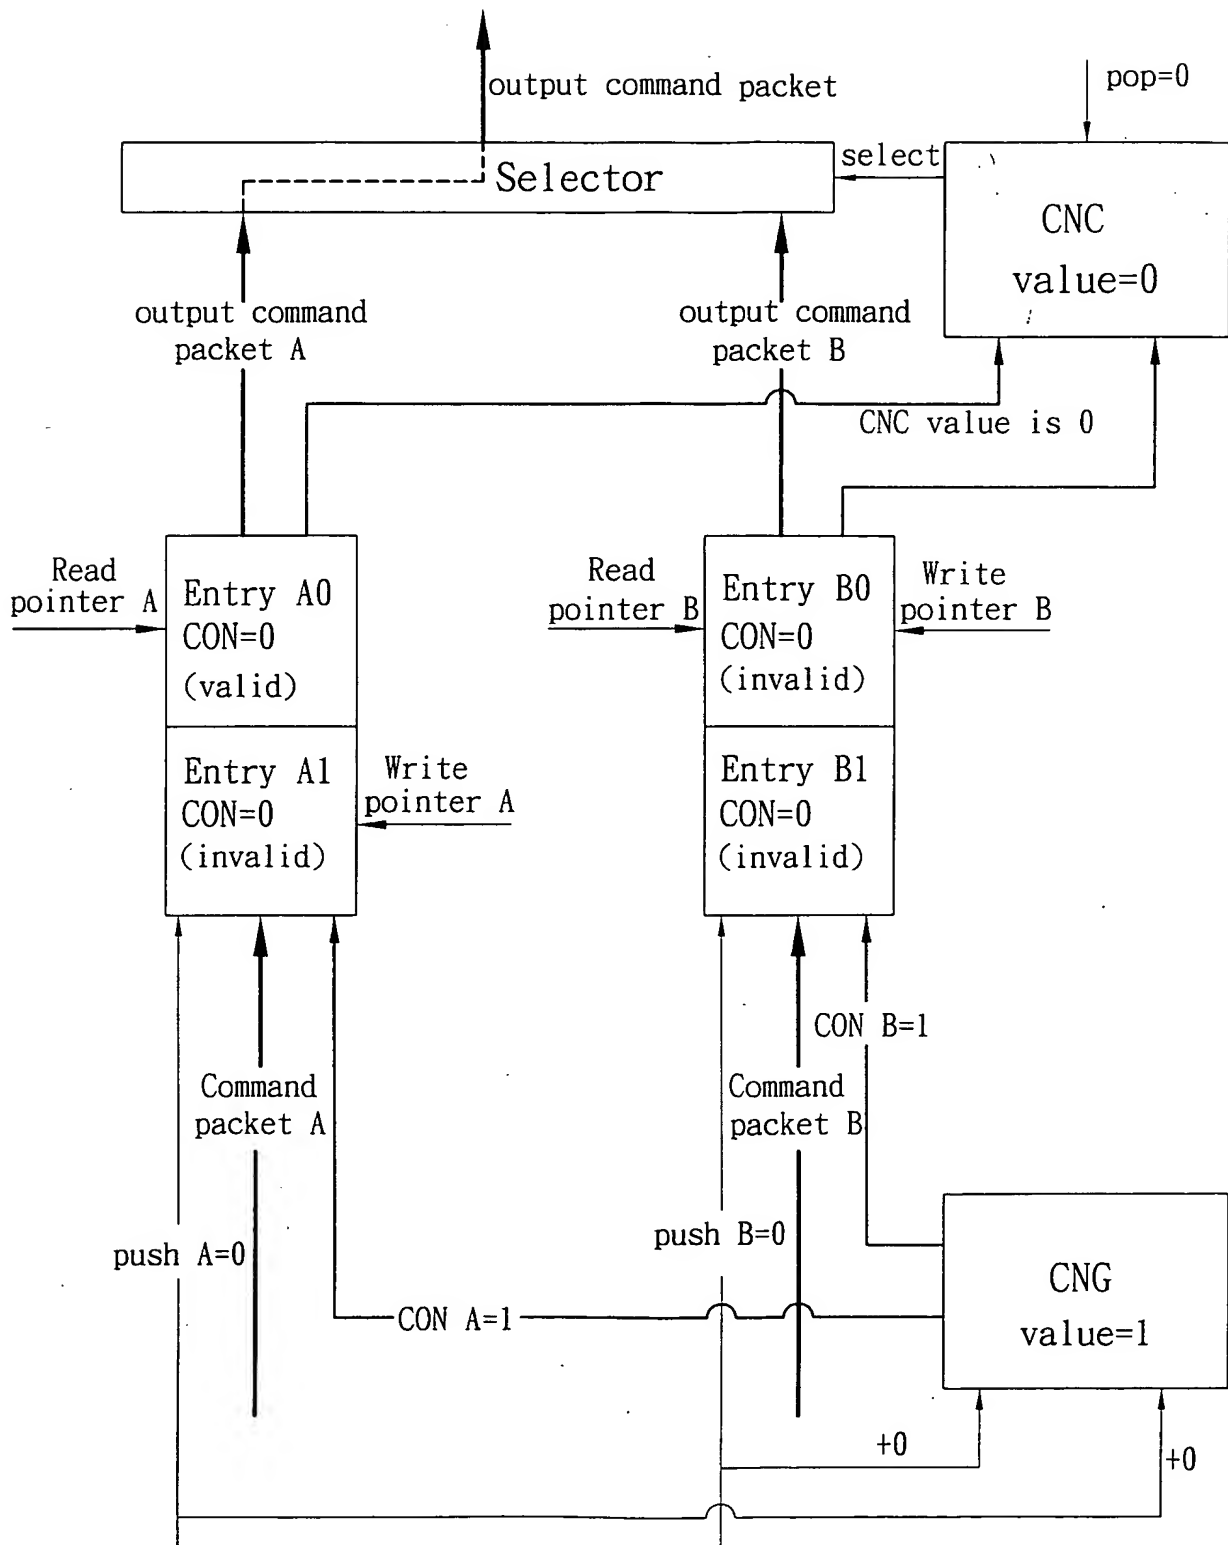 output command packet
pop=0
select
Selector
CNC
value=0
output command
packet A
output command
packet B
CNC value is 0
Read
pointer A
Entry A0
CON=0
(valid)
Read
pointer B
Entry B0
CON=0
(invalid)
Write
pointer B
Entry A1
CON=0
(invalid)
Write
pointer A
Entry B1
CON=0
(invalid)
CON B=1
Command
packet A
Command
packet B
push A=0
push B=0
CON A=1
CNG
value=1
+0
+0